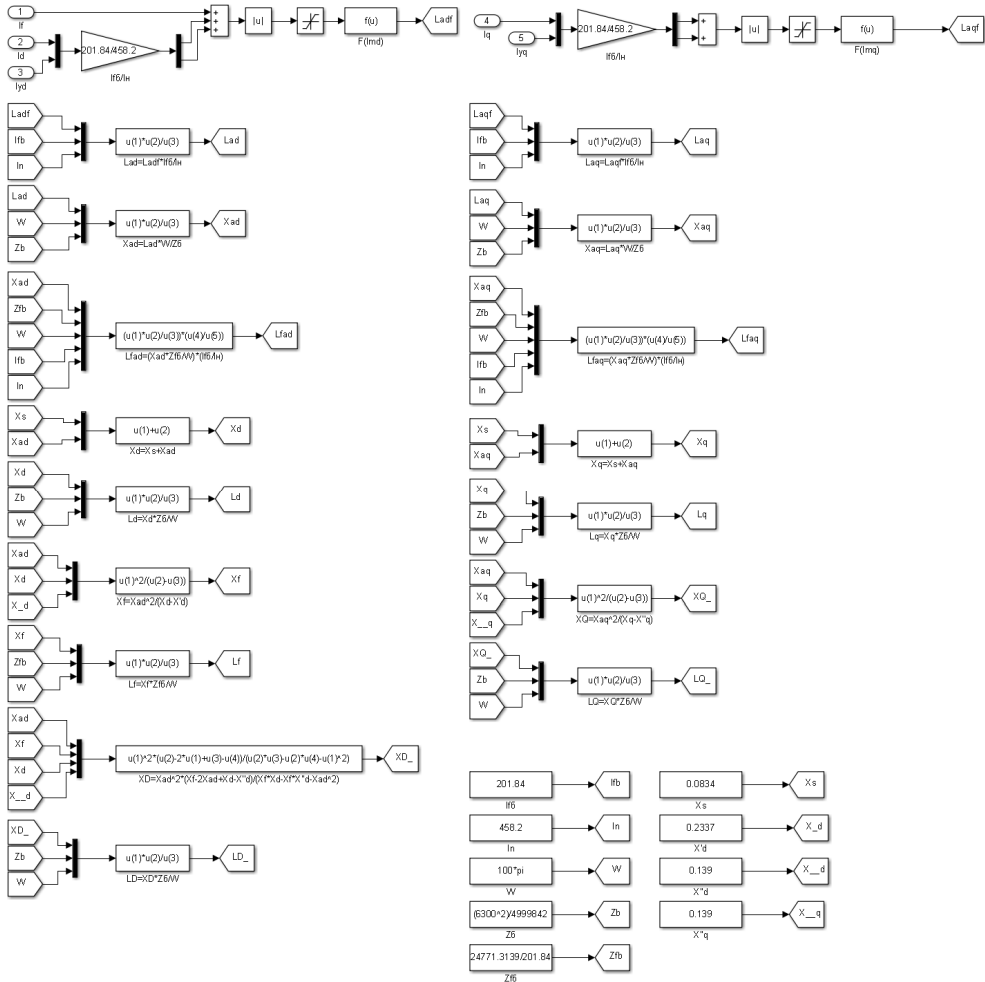 1
If
2
Id
3
Iyd
201.84/458.2
Ifб/Iн
+
+
+
|u|
f(u)
F(Imd)
Ladf
4
Iq
5
Iyq
201.84/458.2
Ifб/Iн
+
+
|u|
f(u)
F(Imq)
Laqf
Ladf
Ifb
In
u(1)*u(2)/u(3)
Lad=Ladf*Ifб/Iн
Lad
Lad
W
Zb
u(1)*u(2)/u(3)
Xad=Lad*W/Zб
Xad
Xad
Zfb
W
Ifb
In
(u(1)*u(2)/u(3))*(u(4)/u(5))
Lfad=(Xad*Zfб/W)*(Ifб/Iн)
Lfad
Xs
Xad
u(1)+u(2)
Xd=Xs+Xad
Xd
Xd
Zb
W
u(1)*u(2)/u(3)
Ld=Xd*Zб/W
Ld
Xad
Xd
X_d
u(1)^2/(u(2)-u(3))
Xf=Xad^2/(Xd-X'd)
Xf
Xf
Zfb
W
u(1)*u(2)/u(3)
Lf=Xf*Zfб/W
Lf
Xad
Xf
Xd
X__d
u(1)^2*(u(2)-2*u(1)+u(3)-u(4))/(u(2)*u(3)-u(2)*u(4)-u(1)^2)
XD=Xad^2*(Xf-2Xad+Xd-X''d)/(Xf*Xd-Xf*X''d-Xad^2)
XD_
XD_
Zb
W
u(1)*u(2)/u(3)
LD=XD*Zб/W
LD_
Laqf
Ifb
In
u(1)*u(2)/u(3)
Laq=Laqf*Ifб/Iн
Laq
Laq
W
Zb
u(1)*u(2)/u(3)
Xaq=Laq*W/Zб
Xaq
Xaq
Zfb
W
Ifb
In
(u(1)*u(2)/u(3))*(u(4)/u(5))
Lfaq=(Xaq*Zfб/W)*(Ifб/Iн)
Lfaq
Xs
Xaq
u(1)+u(2)
Xq=Xs+Xaq
Xq
Xq
Zb
W
u(1)*u(2)/u(3)
Lq=Xq*Zб/W
Lq
Xaq
Xq
X__q
u(1)^2/(u(2)-u(3))
XQ=Xaq^2/(Xq-X''q)
XQ_
XQ_
Zb
W
u(1)*u(2)/u(3)
LQ=XQ*Zб/W
LQ_
201.84
Ifб
Ifb
458.2
In
In
100*pi
W
W
(6300^2)/4999842
Zб
Zb
24771.3139/201.84
Zfб
Zfb
0.0834
Xs
Xs
0.2337
X'd
X_d
0.139
X''d
X__d
0.139
X''q
X__q